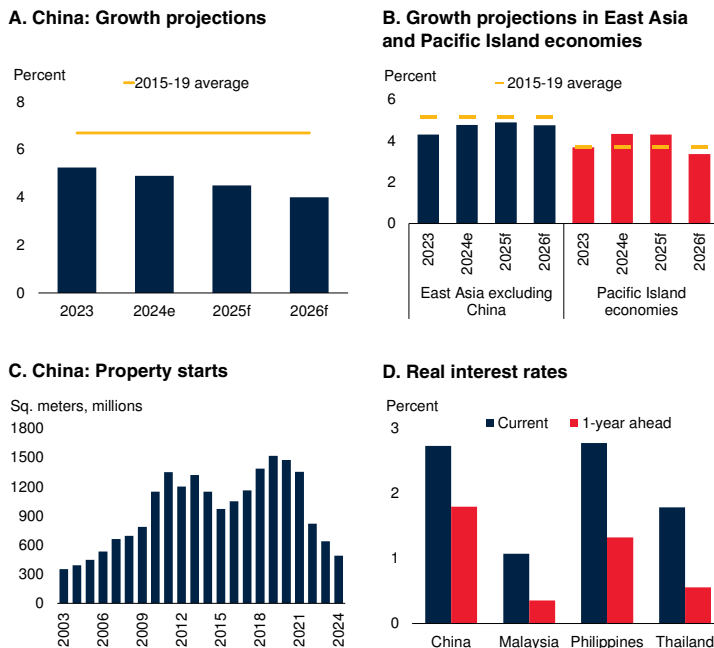 A. China: Growth projections
Percent
2015-19 average
8
6
4
2
0
2023 2024e 2025f 2026f
B. Growth projections in East Asia
and Pacific Island economies
Percent
2015-19 average
6
4
2
0
2023 2024e 2025f 2026f 2023 2024e 2025f 2026f
East Asia excluding
China
Pacific Island
economies
C. China: Property starts
Sq. meters, millions
1800
1500
1200
900
600
300
0
2003 2006 2009 2012 2015 2018 2021 2024
D. Real interest rates
Percent
Current 1-year ahead
3
2
1
0
China Malaysia Philippines Thailand